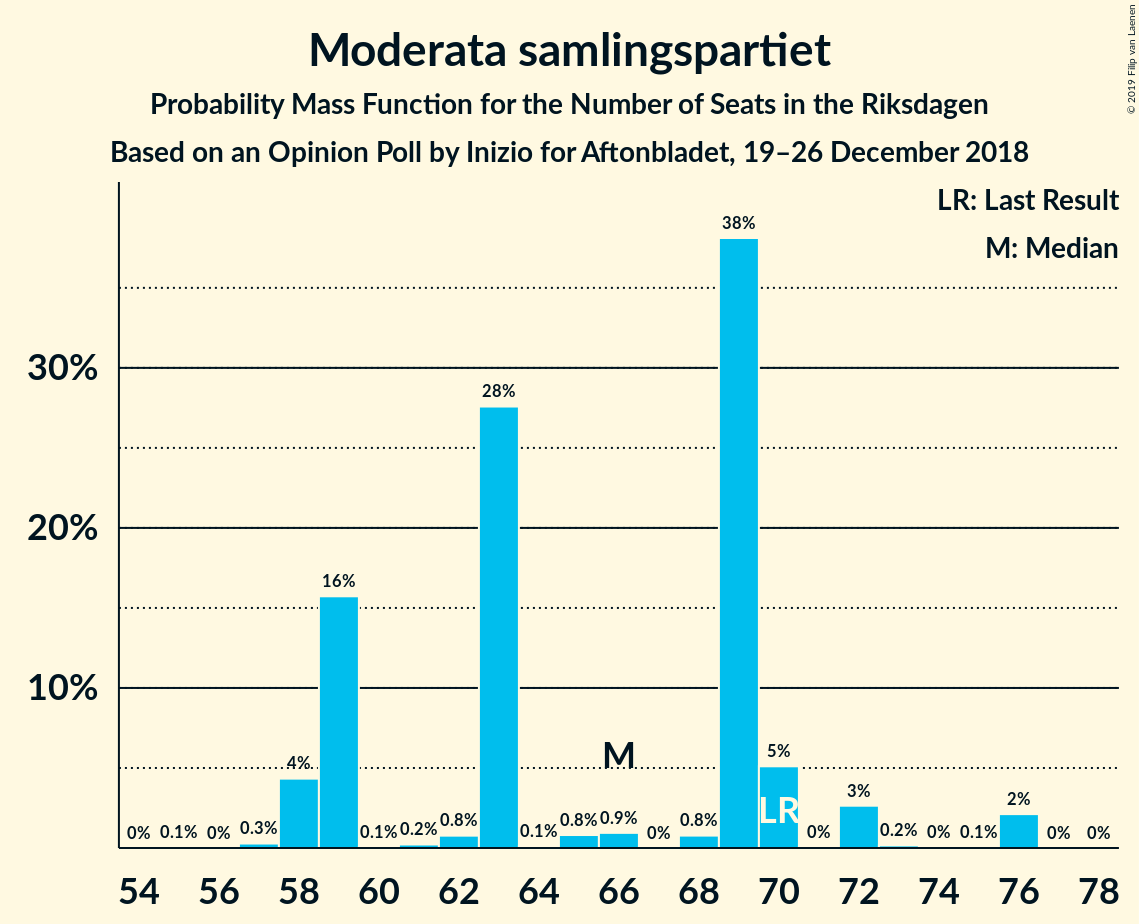 Moderata samlingspartiet
Probability Mass Function for the Number of Seats in the Riksdagen
Based on an Opinion Poll by Inizio for Aftonbladet, 19–26 December 2018
© 2019 Filip van Laenen
LR: Last Result
M: Median
30%
20%
10%
0% 0.1% 0% 0.3% 4% 16% 0.1% 0.2% 0.8% 28% 0.1% 0.8% 0.9% 0% 0.8% 38% 5% 0% 3% 0.2% 0% 0.1% 2% 0% 0%
M
LR
54 56 58 60 62 64 66 68 70 72 74 76 78